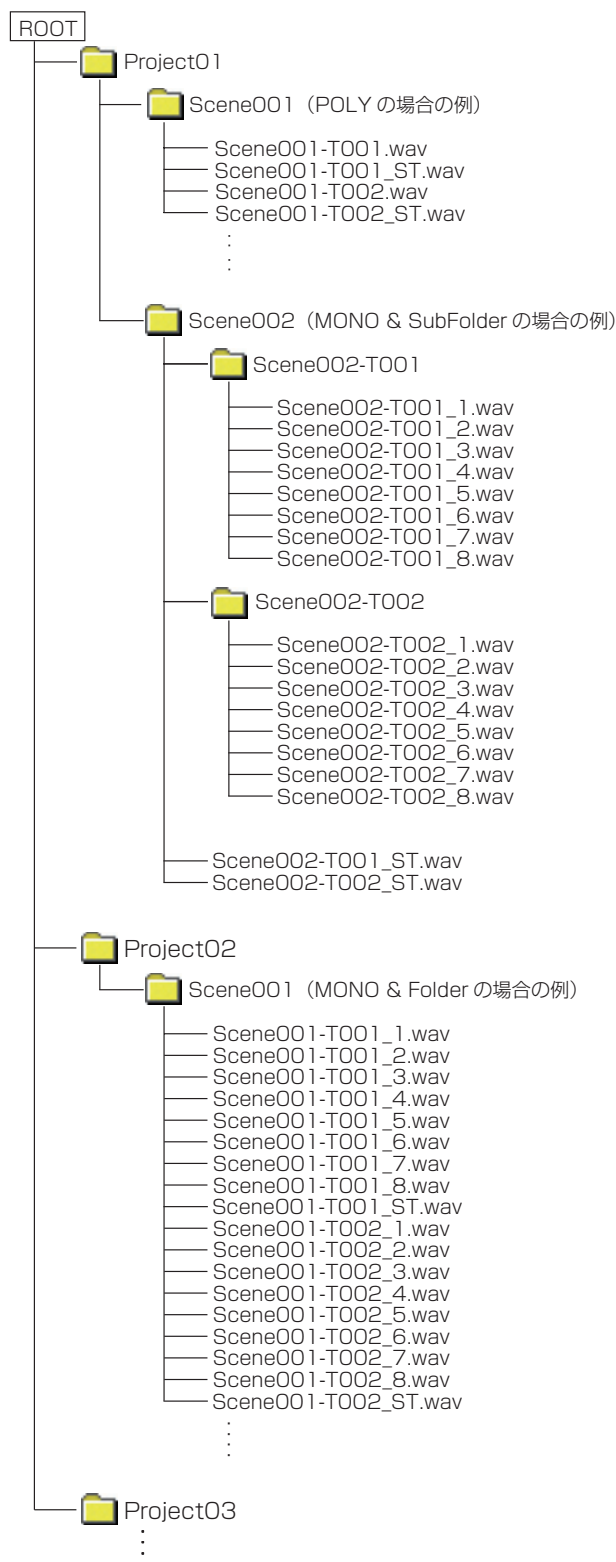 ROOT
Project01
Scene001（POLY の場合の例）
Scene001-T001.wav
Scene001-T001_ST.wav
Scene001-T002.wav
Scene001-T002_ST.wav
Scene002（MONO & SubFolder の場合の例）
Scene002-T001
Scene002-T001_1.wav
Scene002-T001_2.wav
Scene002-T001_3.wav
Scene002-T001_4.wav
Scene002-T001_5.wav
Scene002-T001_6.wav
Scene002-T001_7.wav
Scene002-T001_8.wav
Scene002-T002
Scene002-T002_1.wav
Scene002-T002_2.wav
Scene002-T002_3.wav
Scene002-T002_4.wav
Scene002-T002_5.wav
Scene002-T002_6.wav
Scene002-T002_7.wav
Scene002-T002_8.wav
Scene002-T001_ST.wav
Scene002-T002_ST.wav
Project02
Scene001（MONO & Folder の場合の例）
Scene001-T001_1.wav
Scene001-T001_2.wav
Scene001-T001_3.wav
Scene001-T001_4.wav
Scene001-T001_5.wav
Scene001-T001_6.wav
Scene001-T001_7.wav
Scene001-T001_8.wav
Scene001-T001_ST.wav
Scene001-T002_1.wav
Scene001-T002_2.wav
Scene001-T002_3.wav
Scene001-T002_4.wav
Scene001-T002_5.wav
Scene001-T002_6.wav
Scene001-T002_7.wav
Scene001-T002_8.wav
Scene001-T002_ST.wav
Project03